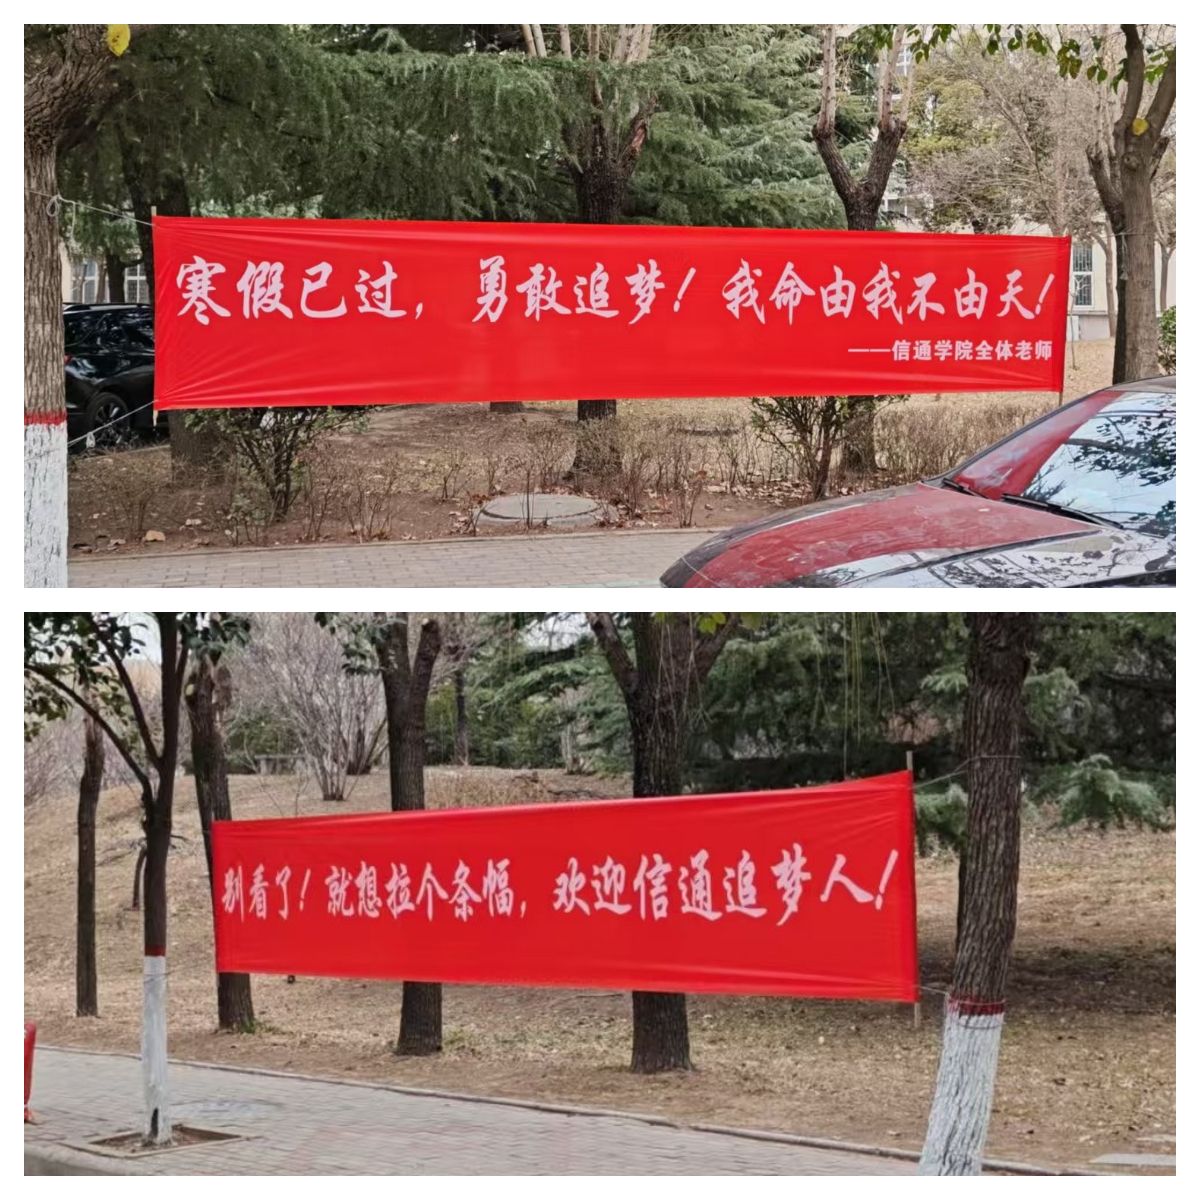 寒假已过，勇敢追梦！我命由我不由天！
——信通学院全体老师
别看了！就想拉个条幅，欢迎信通追梦人！